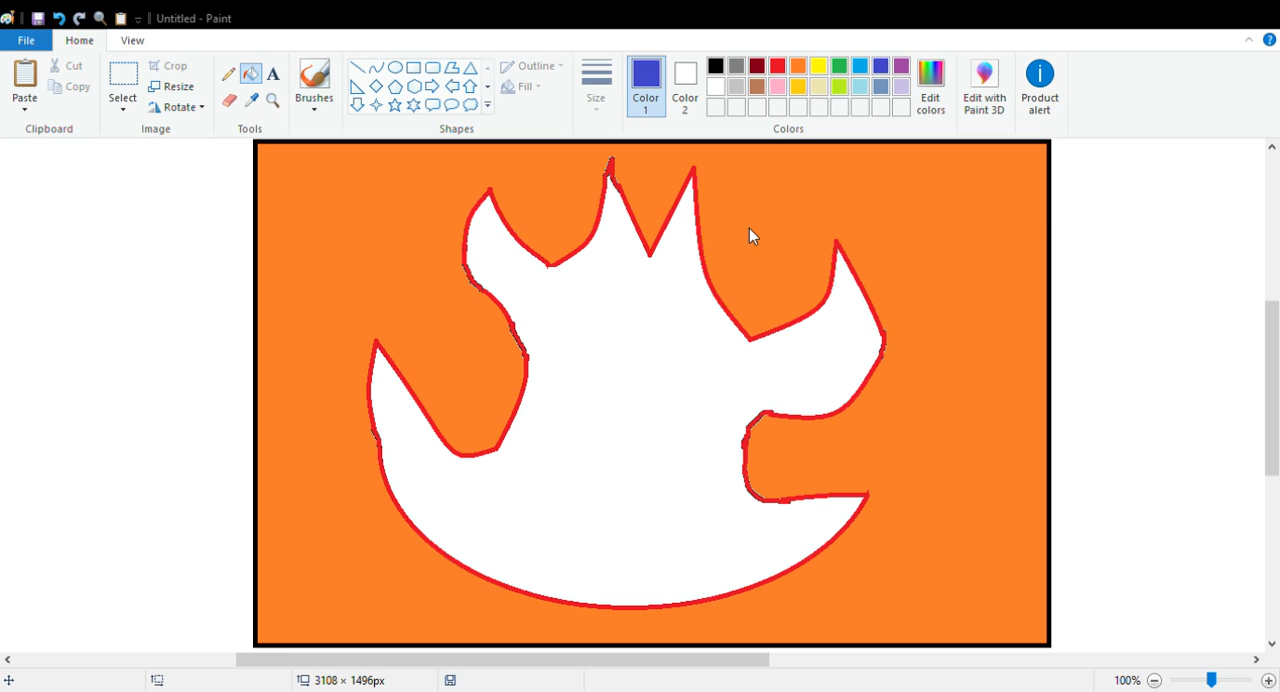 Untitled - Paint
File Home View
Paste
Cut
Copy
Clipboard
Select
Crop
Resize
Rotate
Image
A
Tools
Brushes
Outline
Fill
Shapes
Size
Color 1
Color 2
Edit colors
Colors
Edit with Paint 3D
Product alert
3108 × 1496px
100%